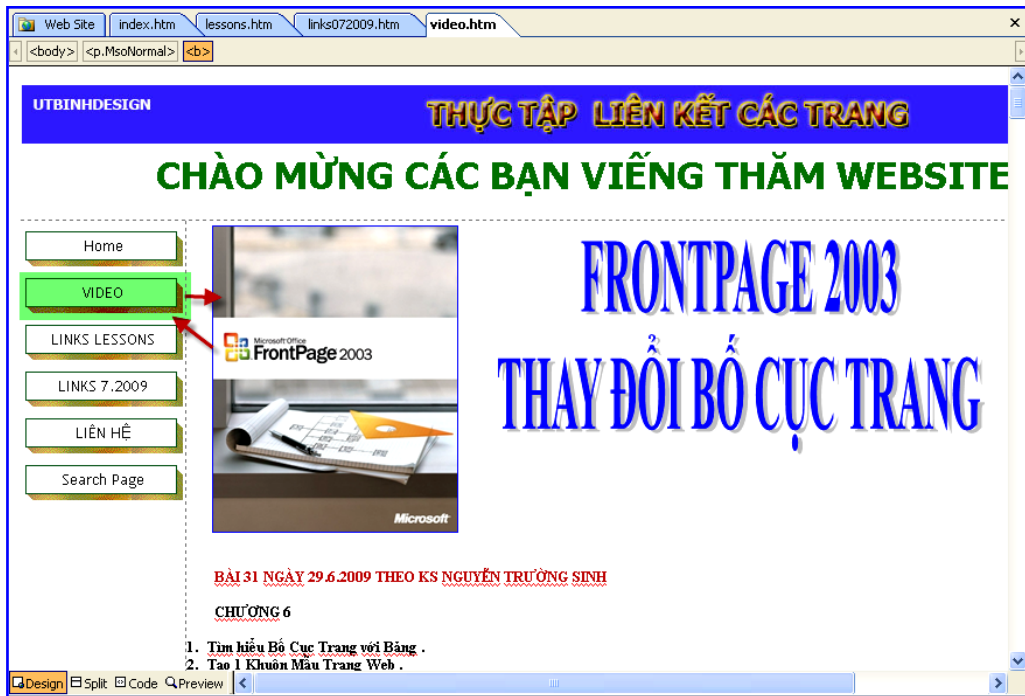 Web Site index.htm lessons.htm links072009.htm video.htm
<body> <p.MsoNormal> <b>
UTBINHDESIGN
THỰC TẬP LIÊN KẾT CÁC TRANG
CHÀO MỪNG CÁC BẠN VIẾNG THĂM WEBSITE
Home
VIDEO
LINKS LESSONS
LINKS 7.2009
LIÊN HỆ
Search Page
Microsoft Office
FrontPage 2003
Microsoft
FRONTPAGE 2003
THAY ĐỔI BỐ CỤC TRANG
BÀI 31 NGÀY 29.6.2009 THEO KS NGUYỄN TRƯỜNG SINH
CHƯƠNG 6
1. Tìm hiểu Bố Cục Trang với Bảng .
2. Tạo 1 Khuôn Mẫu Trang Web .
Design Split Code Preview